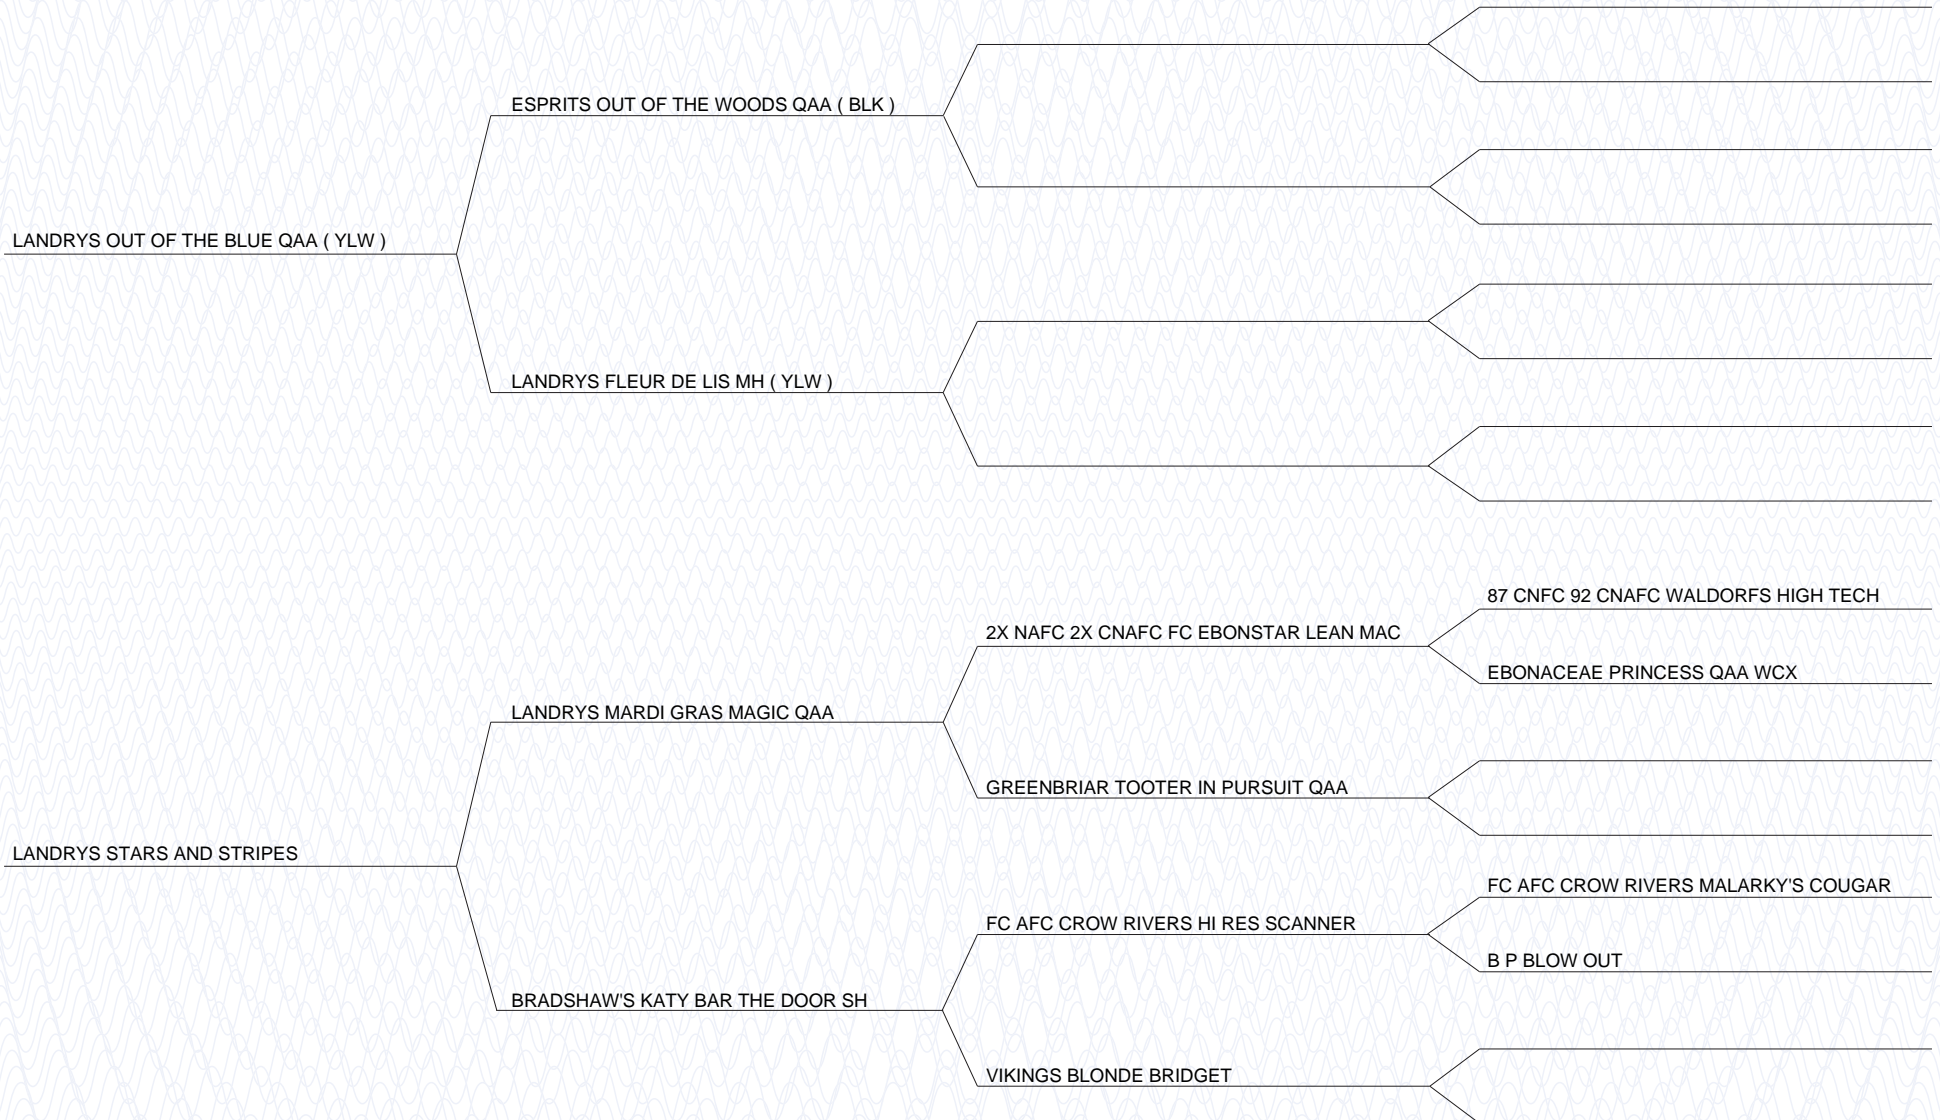 ESPRITS OUT OF THE WOODS QAA ( BLK )
LANDRYS OUT OF THE BLUE QAA ( YLW )
LANDRYS FLEUR DE LIS MH ( YLW )
87 CNFC 92 CNAFC WALDORFS HIGH TECH
2X NAFC 2X CNAFC FC EBONSTAR LEAN MAC
EBONACEAE PRINCESS QAA WCX
LANDRYS MARDI GRAS MAGIC QAA
GREENBRIAR TOOTER IN PURSUIT QAA
LANDRYS STARS AND STRIPES
FC AFC CROW RIVERS MALARKY'S COUGAR
FC AFC CROW RIVERS HI RES SCANNER
B P BLOW OUT
BRADSHAW'S KATY BAR THE DOOR SH
VIKINGS BLONDE BRIDGET